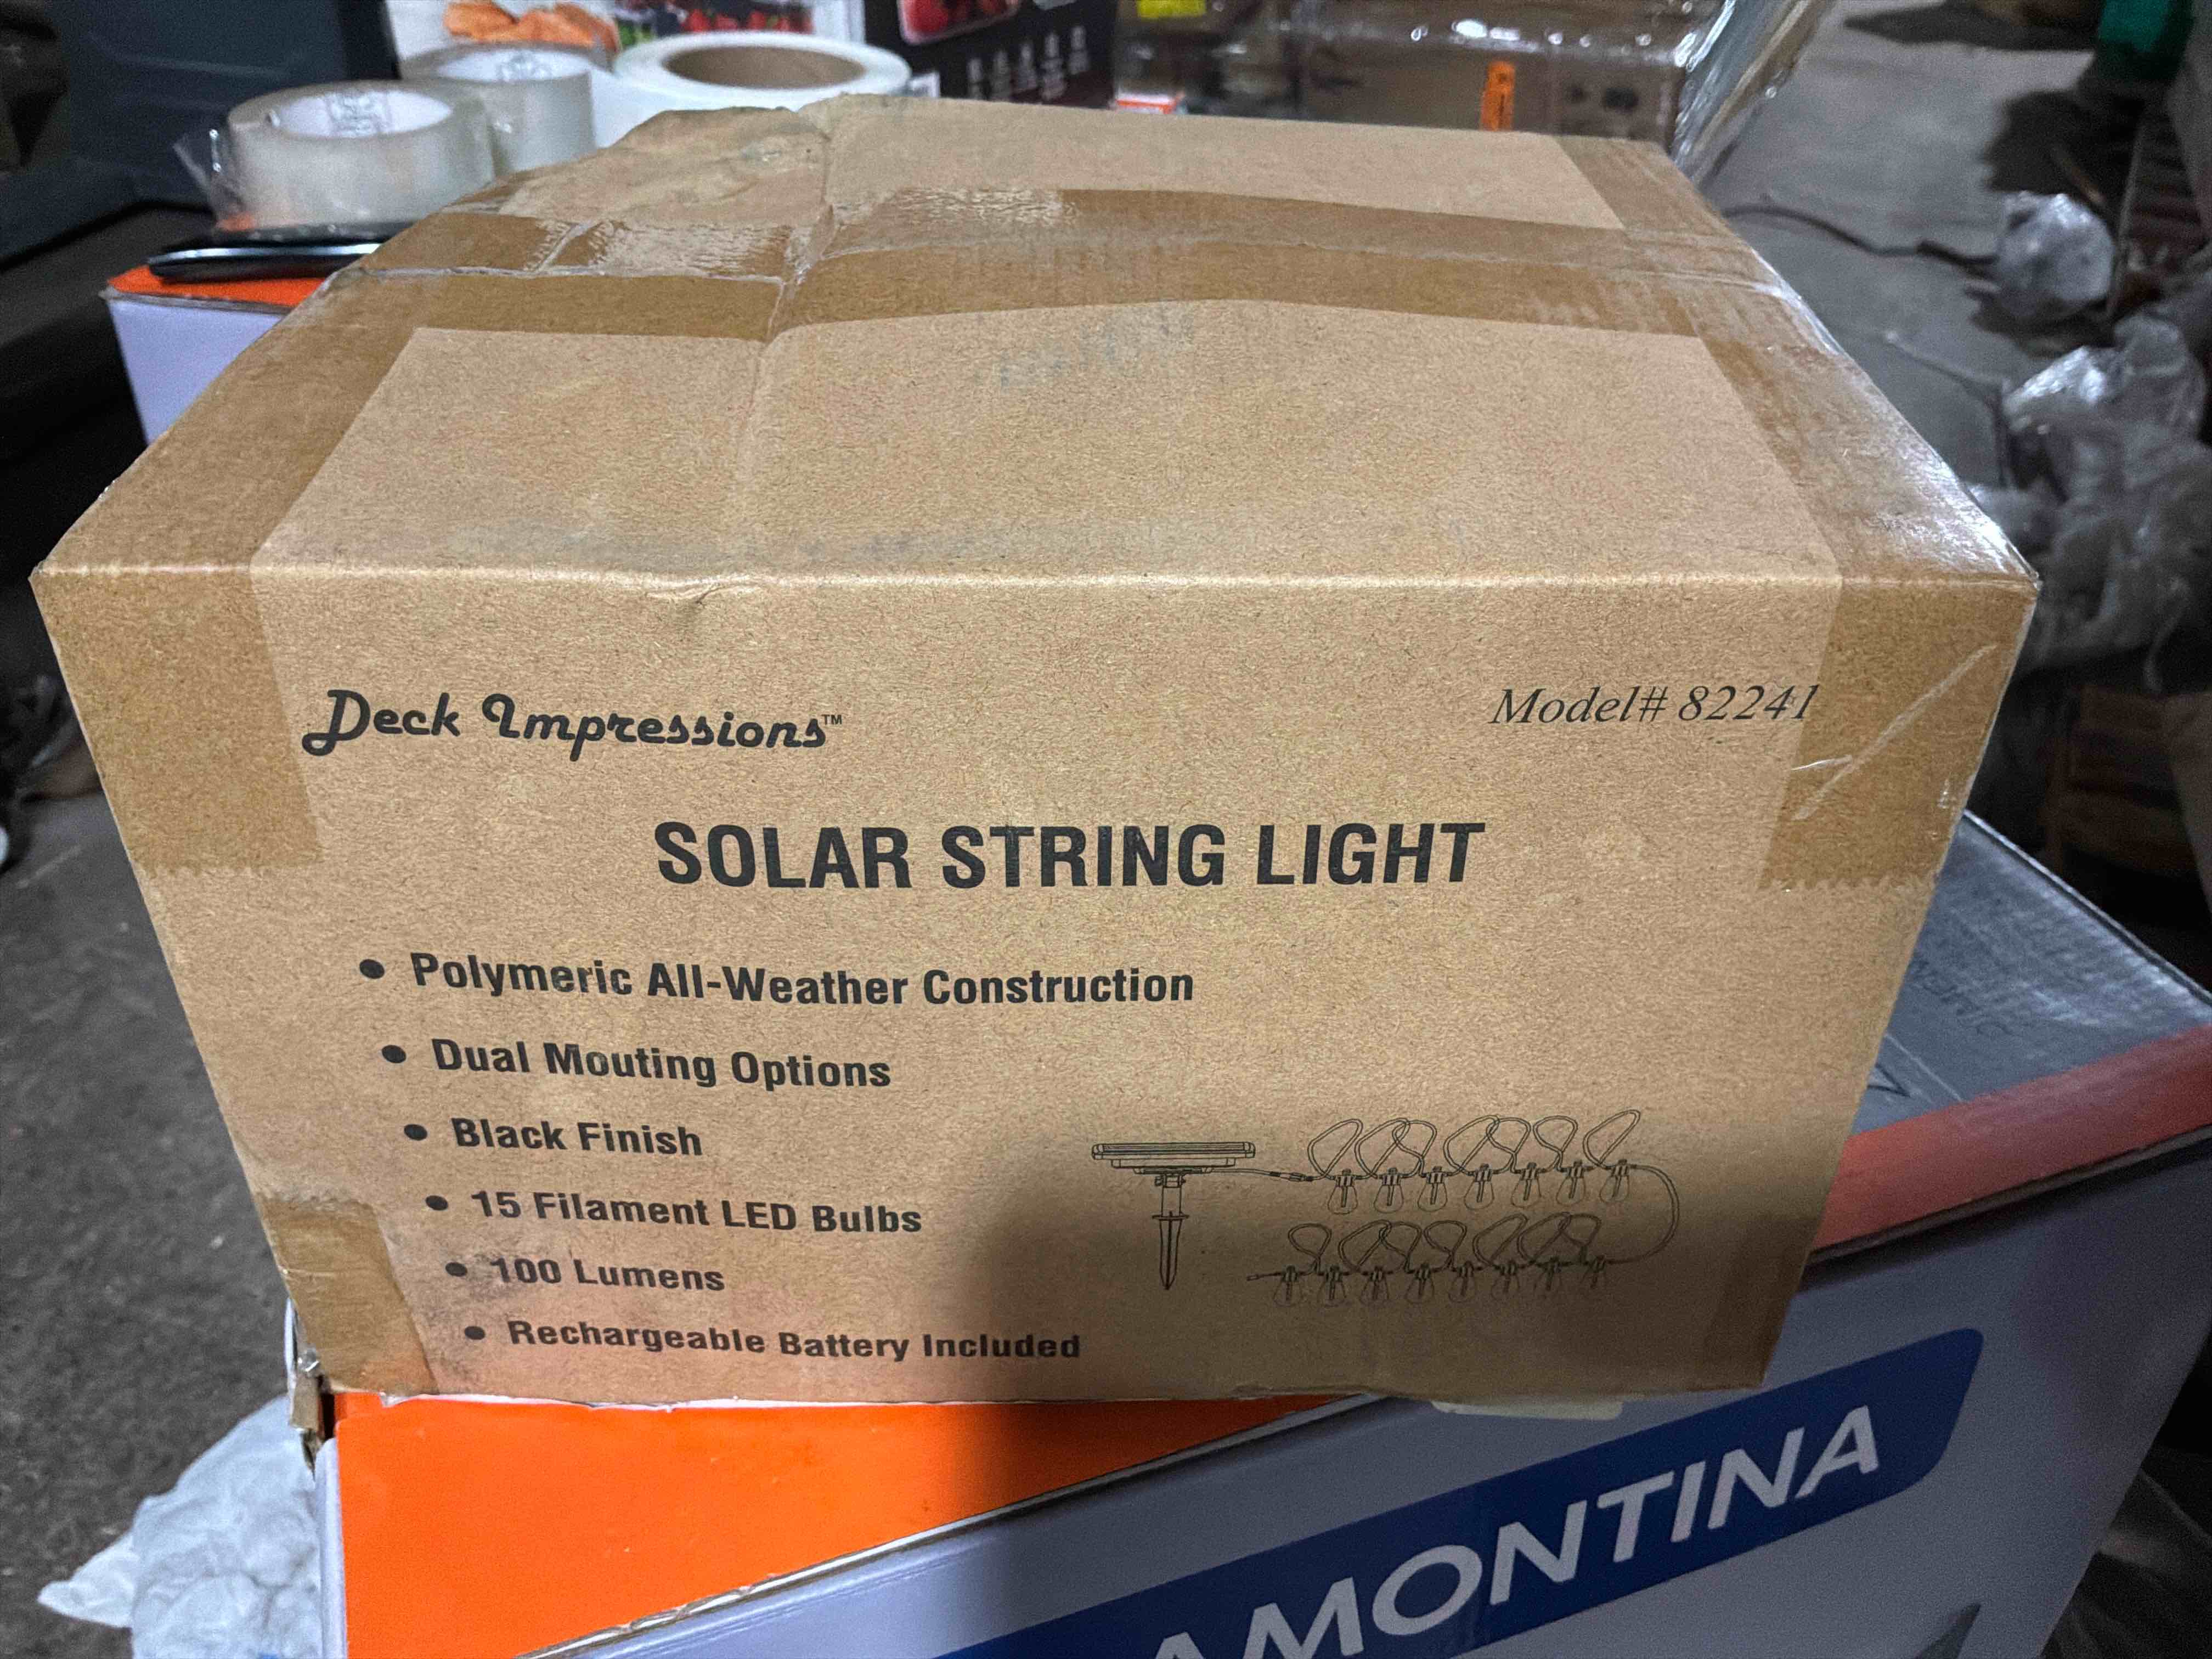 Deck Impressions™
Model# 82241
SOLAR STRING LIGHT
• Polymeric All-Weather Construction
• Dual Mouting Options
• Black Finish
• 15 Filament LED Bulbs
• 100 Lumens
• Rechargeable Battery Included
AMONTINA